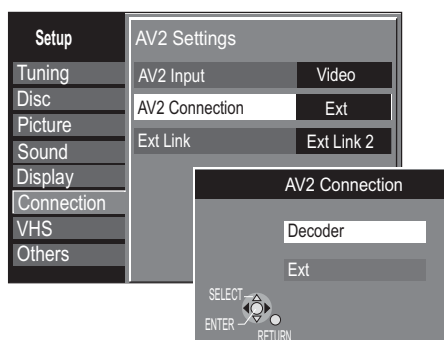 Setup
Tuning
Disc
Picture
Sound
Display
Connection
VHS
Others
AV2 Settings
AV2 Input Video
AV2 Connection Ext
Ext Link Ext Link 2
AV2 Connection
Decoder
Ext
SELECT
ENTER
RETURN